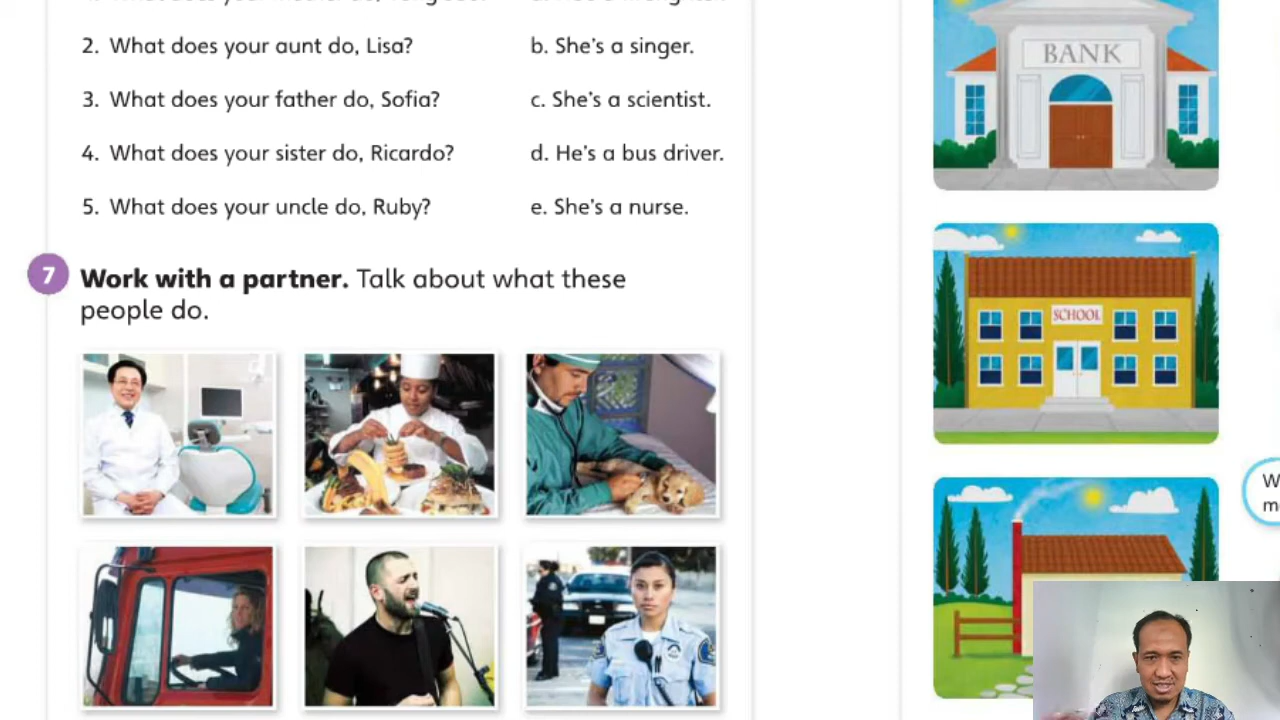 2. What does your aunt do, Lisa?
b. She's a singer.
3. What does your father do, Sofia?
c. She's a scientist.
4. What does your sister do, Ricardo?
d. He's a bus driver.
5. What does your uncle do, Ruby?
e. She's a nurse.
7 Work with a partner. Talk about what these
people do.
BANK
SCHOOL